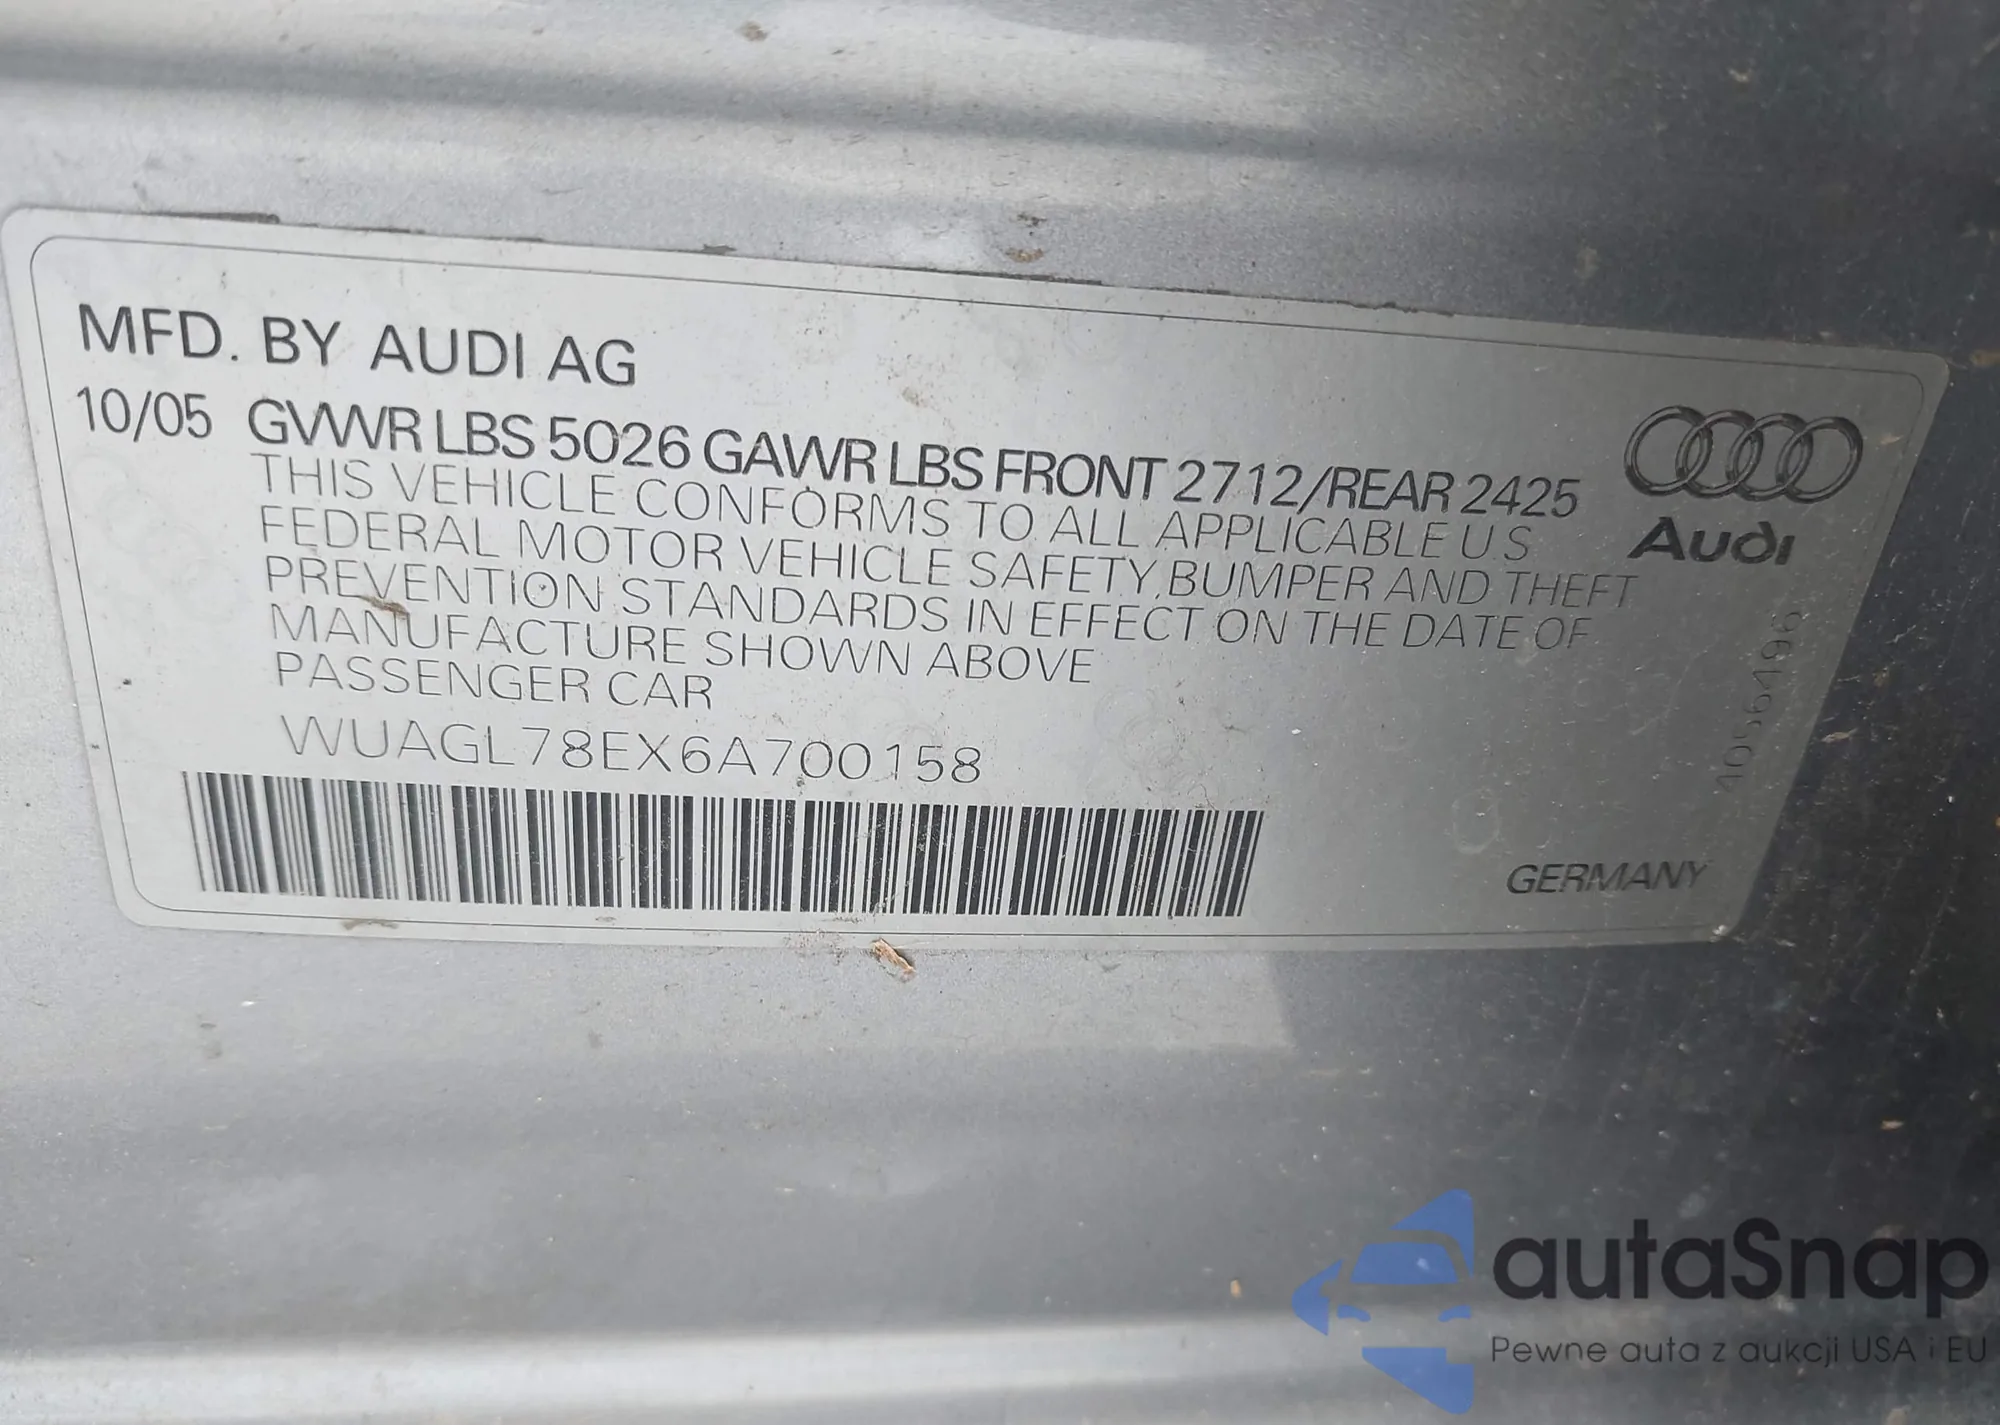 MFD. BY AUDI AG
10/05 GVWR LBS 5026 GAWR LBS FRONT 2712/REAR 2425
THIS VEHICLE CONFORMS TO ALL APPLICABLE U S
FEDERAL MOTOR VEHICLE SAFETY, BUMPER AND THEFT
PREVENTION STANDARDS IN EFFECT ON THE DATE OF
MANUFACTURE SHOWN ABOVE
PASSENGER CAR
WUAGL78EX6A700158
Audi
40564196
GERMANY
autaSnap
Pewne auta z aukcji USA i EU